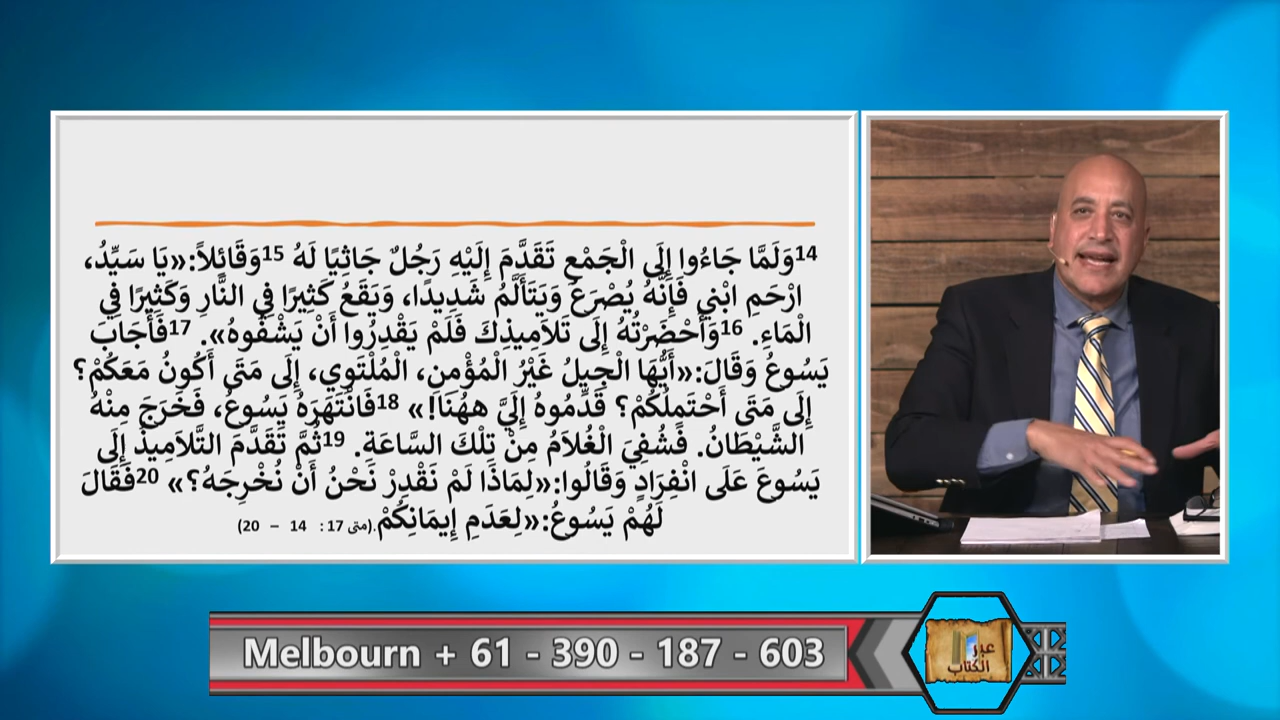 14وَلَمَّا جَاءُوا إِلَى الْجَمْعِ تَقَدَّمَ إِلَيْهِ رَجُلٌ جَاثِيًا لَهُ 15وَقَائِلاً:«يَا سَيِّدُ،
ارْحَمِ ابْنِي فَإِنَّهُ يُصْرَعُ وَيَتَأَلَّمُ شَدِيدًا، وَيَقَعُ كَثِيرًا فِي النَّارِ وَكَثِيرًا فِي
الْمَاءِ. 16وَأَحْضَرْتُهُ إِلَى تَلاَمِيذِكَ فَلَمْ يَقْدِرُوا أَنْ يَشْفُوهُ». 17فَأَجَابَ
يَسُوعُ وَقَالَ:«أَيُّهَا الْجِيلُ غَيْرُ الْمُؤْمِنِ، الْمُلْتَوِي، إِلَى مَتَى أَكُونُ مَعَكُمْ؟
إِلَى مَتَى أَحْتَمِلُكُمْ؟ قَدِّمُوهُ إِلَيَّ ههُنَا!» 18فَانْتَهَرَهُ يَسُوعُ، فَخَرَجَ مِنْهُ
الشَّيْطَانُ. فَشُفِيَ الْغُلاَمُ مِنْ تِلْكَ السَّاعَةِ. 19ثُمَّ تَقَدَّمَ التَّلاَمِيذُ إِلَى
يَسُوعَ عَلَى انْفِرَادٍ وَقَالُوا:«لِمَاذَا لَمْ نَقْدِرْ نَحْنُ أَنْ نُخْرِجَهُ؟» 20فَقَالَ
لَهُمْ يَسُوعُ:«لِعَدَمِ إِيمَانِكُمْ.(متى 17: 14 – 20)
Melbourn + 61 - 390 - 187 - 603
عبر
الكتاب